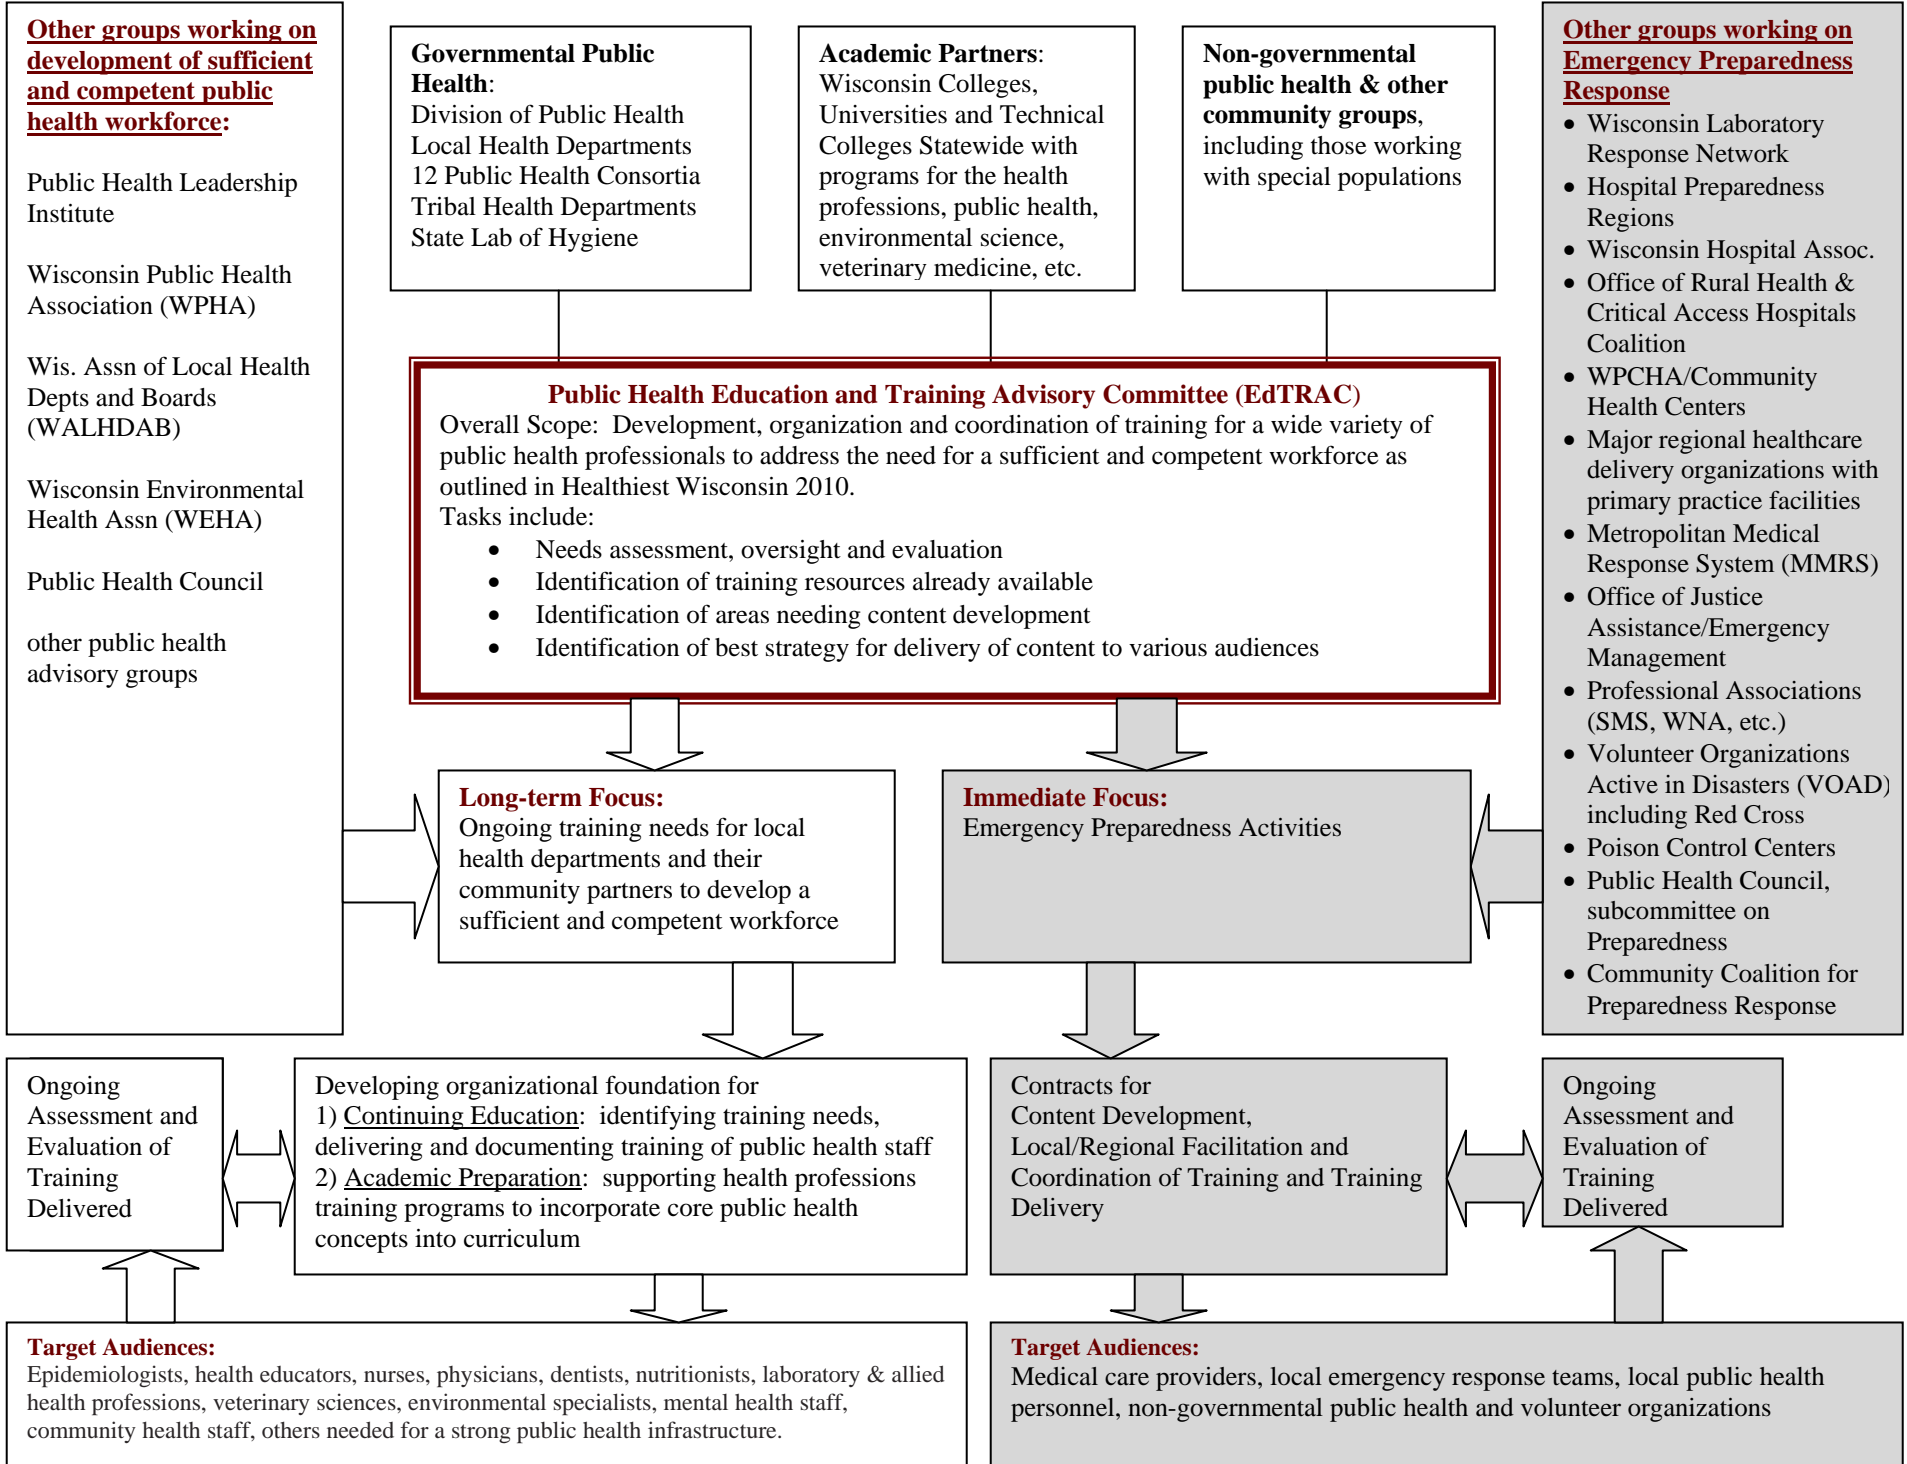 Other groups working on
development of sufficient
and competent public
health workforce:
Public Health Leadership
Institute
Wisconsin Public Health
Association (WPHA)
Wis. Assn of Local Health
Depts and Boards
(WALHDAB)
Wisconsin Environmental
Health Assn (WEHA)
Public Health Council
other public health
advisory groups
Governmental Public
Health:
Division of Public Health
Local Health Departments
12 Public Health Consortia
Tribal Health Departments
State Lab of Hygiene
Academic Partners:
Wisconsin Colleges,
Universities and Technical
Colleges Statewide with
programs for the health
professions, public health,
environmental science,
veterinary medicine, etc.
Non-governmental
public health & other
community groups,
including those working
with special populations
Other groups working on
Emergency Preparedness
Response
• Wisconsin Laboratory
Response Network
• Hospital Preparedness
Regions
• Wisconsin Hospital Assoc.
• Office of Rural Health &
Critical Access Hospitals
Coalition
• WPCHA/Community
Health Centers
• Major regional healthcare
delivery organizations with
primary practice facilities
• Metropolitan Medical
Response System (MMRS)
• Office of Justice
Assistance/Emergency
Management
• Professional Associations
(SMS, WNA, etc.)
• Volunteer Organizations
Active in Disasters (VOAD)
including Red Cross
• Poison Control Centers
• Public Health Council,
subcommittee on
Preparedness
• Community Coalition for
Preparedness Response
Public Health Education and Training Advisory Committee (EdTRAC)
Overall Scope: Development, organization and coordination of training for a wide variety of
public health professionals to address the need for a sufficient and competent workforce as
outlined in Healthiest Wisconsin 2010.
Tasks include:
• Needs assessment, oversight and evaluation
• Identification of training resources already available
• Identification of areas needing content development
• Identification of best strategy for delivery of content to various audiences
Long-term Focus:
Ongoing training needs for local
health departments and their
community partners to develop a
sufficient and competent workforce
Immediate Focus:
Emergency Preparedness Activities
Ongoing
Assessment and
Evaluation of
Training
Delivered
Developing organizational foundation for
1) Continuing Education: identifying training needs,
delivering and documenting training of public health staff
2) Academic Preparation: supporting health professions
training programs to incorporate core public health
concepts into curriculum
Contracts for
Content Development,
Local/Regional Facilitation and
Coordination of Training and Training
Delivery
Ongoing
Assessment and
Evaluation of
Training
Delivered
Target Audiences:
Epidemiologists, health educators, nurses, physicians, dentists, nutritionists, laboratory & allied
health professions, veterinary sciences, environmental specialists, mental health staff,
community health staff, others needed for a strong public health infrastructure.
Target Audiences:
Medical care providers, local emergency response teams, local public health
personnel, non-governmental public health and volunteer organizations